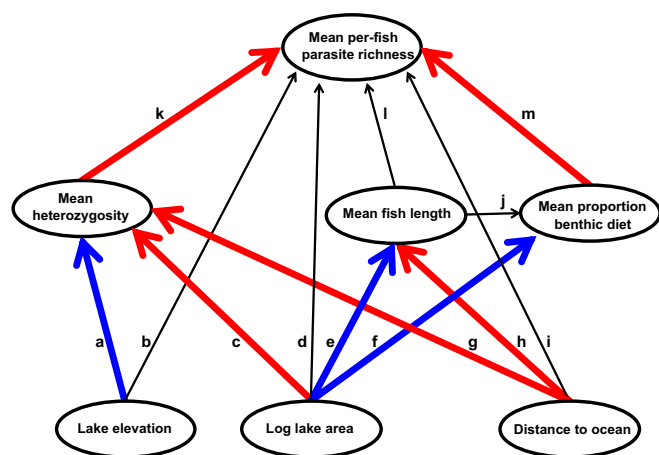 Mean per-fish
parasite richness
k
l
m
Mean
heterozygosity
Mean fish length
j
Mean proportion
benthic diet
a
b
c
d
e
f
g
h
i
Lake elevation
Log lake area
Distance to ocean